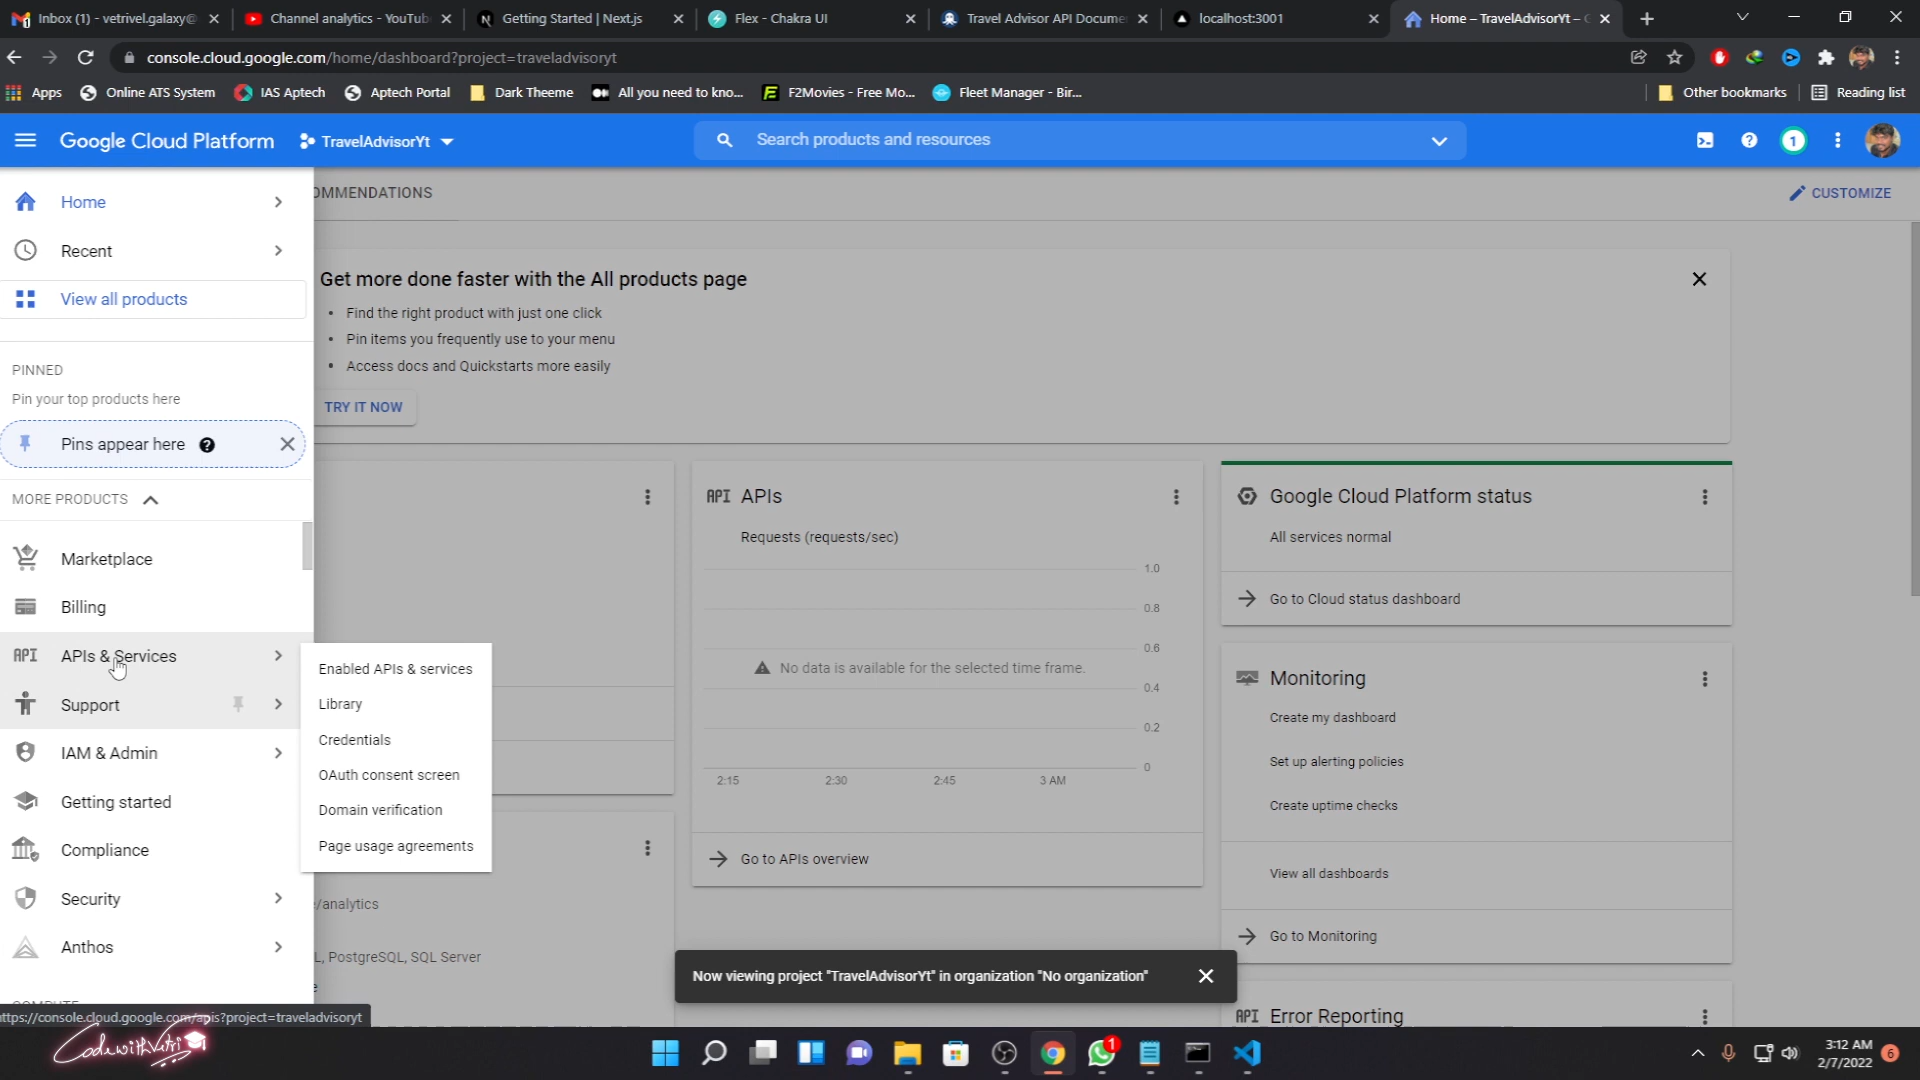 Inbox (1) - vetrivel.galaxy@
Channel analytics - YouTub
Getting Started | Next.js
Flex - Chakra UI
Travel Advisor API Docume
localhost:3001
Home – TravelAdvisorYt –
console.cloud.google.com/home/dashboard?project=traveladvisoryt
Apps
Online ATS System
IAS Aptech
Aptech Portal
Dark Theeme
All you need to kno...
F2Movies - Free Mo...
Fleet Manager - Bir...
Other bookmarks
Reading list
Google Cloud Platform
TravelAdvisorYt
Search products and resources
1
Home
OMMENDATIONS
CUSTOMIZE
Recent
View all products
Get more done faster with the All products page
• Find the right product with just one click
• Pin items you frequently use to your menu
• Access docs and Quickstarts more easily
TRY IT NOW
PINNED
Pin your top products here
Pins appear here
MORE PRODUCTS
Marketplace
Billing
API APIs & Services
Support
IAM & Admin
Getting started
Compliance
Security
Anthos
Enabled APIs & services
Library
Credentials
OAuth consent screen
Domain verification
Page usage agreements
/analytics
L, PostgreSQL, SQL Server
e
API APIs
Requests (requests/sec)
1.0
0.8
0.6
No data is available for the selected time frame.
0.4
0.2
0
2:15
2:30
2:45
3 AM
Go to APIs overview
Google Cloud Platform status
All services normal
Go to Cloud status dashboard
Monitoring
Create my dashboard
Set up alerting policies
Create uptime checks
View all dashboards
Go to Monitoring
API Error Reporting
Now viewing project "TravelAdvisorYt" in organization "No organization"
COMPUTE
ttps://console.cloud.google.com/apis?project=traveladvisoryt
CodewithVetri
1
3:12 AM
2/7/2022
6